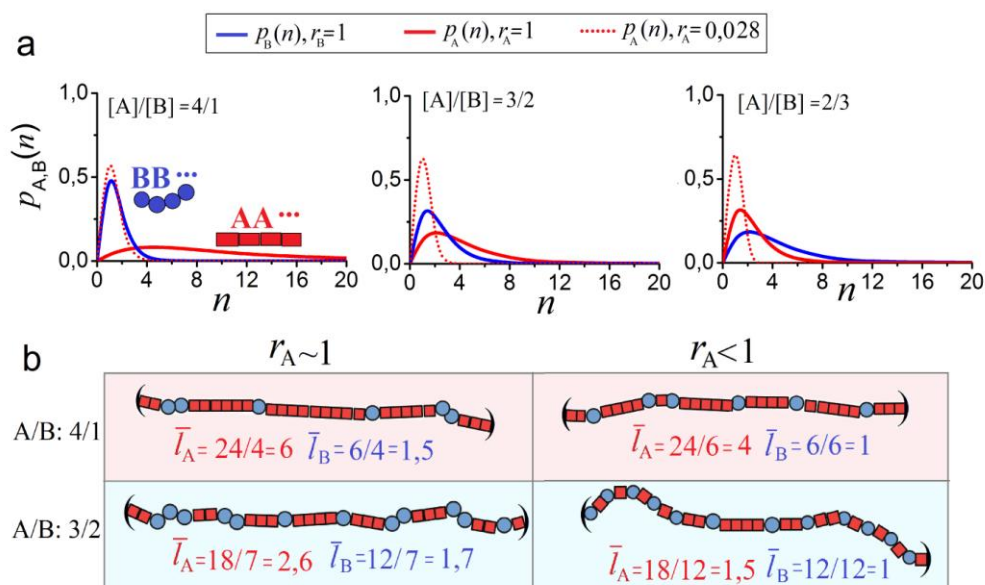 a
p_B(n), r_B=1 p_A(n), r_A=1 p_A(n), r_A=0,028
p_A,B(n)
1,0
0,5
0,0
[A]/[B] = 4/1
BB ...
AA ...
0 4 8 12 16 20
n
1,0
0,5
0,0
[A]/[B] = 3/2
0 4 8 12 16 20
n
1,0
0,5
0,0
[A]/[B] = 2/3
0 4 8 12 16 20
n
b
r_A~1 r_A<1
A/B: 4/1
l̄_A= 24/4= 6 l̄_B= 6/4= 1,5
l̄_A= 24/6= 4 l̄_B= 6/6= 1
A/B: 3/2
l̄_A=18/7= 2,6 l̄_B= 12/7 = 1,7
l̄_A=18/12= 1,5 l̄_B= 12/12= 1